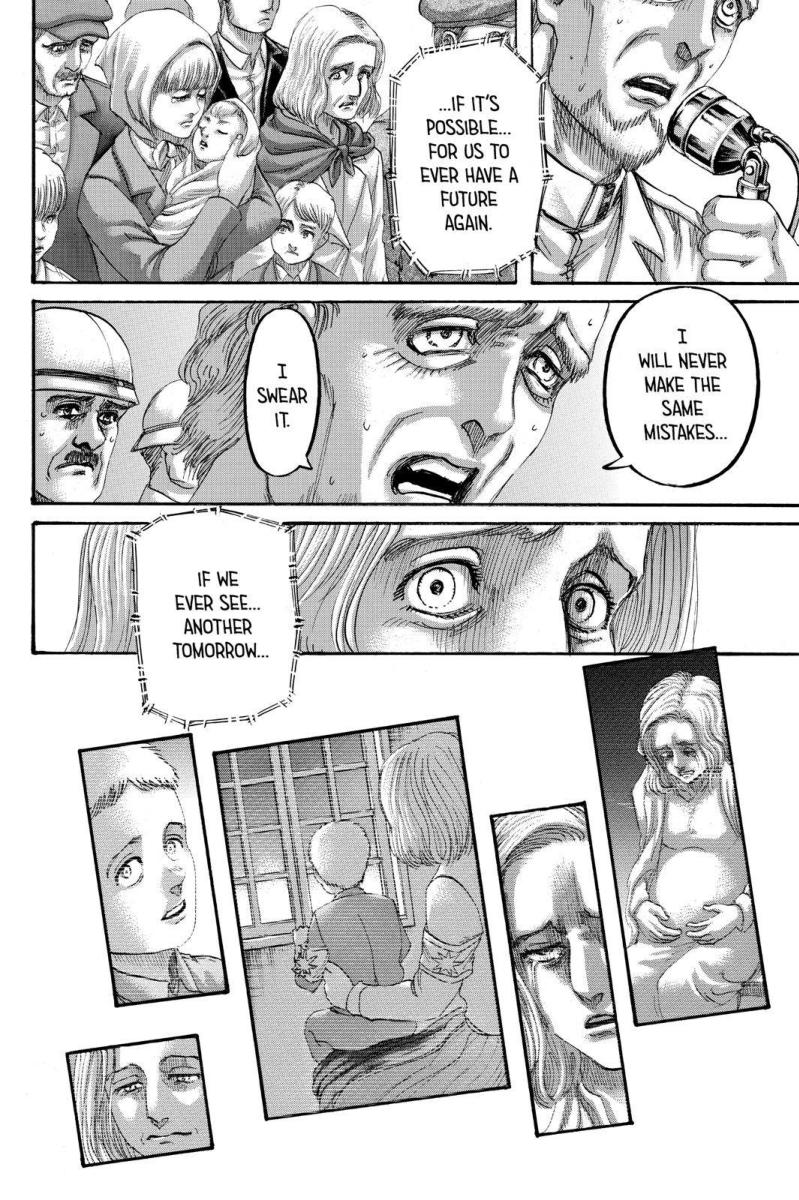 ...IF IT'S
POSSIBLE...
FOR US TO
EVER HAVE A
FUTURE
AGAIN.
I
WILL NEVER
MAKE THE
SAME
MISTAKES...
I
SWEAR
IT.
IF WE
EVER SEE...
ANOTHER
TOMORROW...